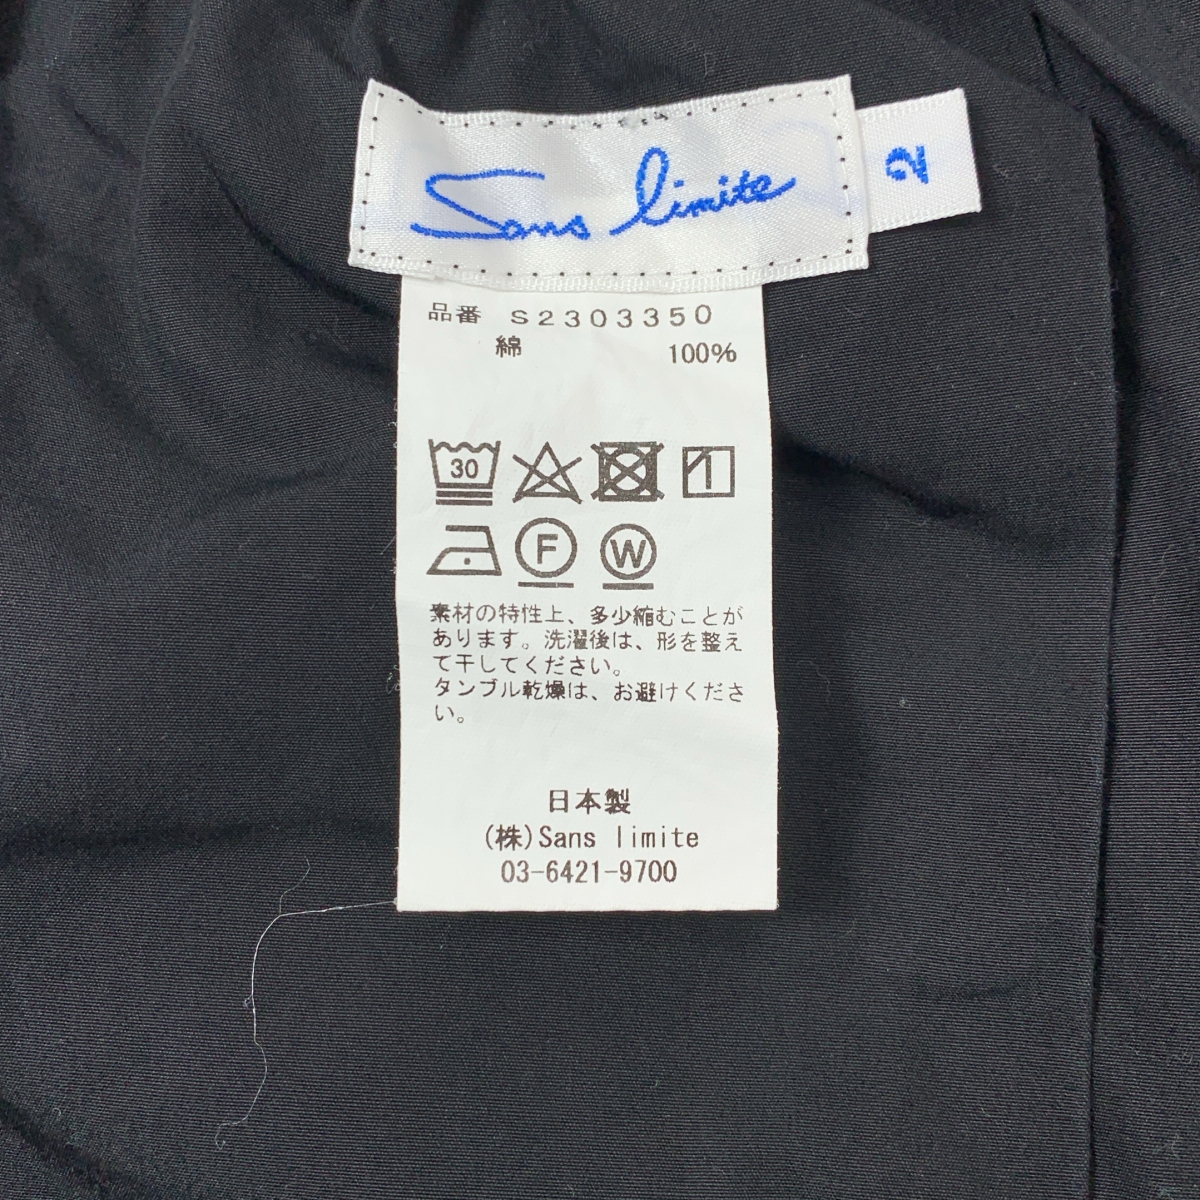 Sans limite
2
品番 S2303350
綿 100%
30
1
F
W
素材の特性上、多少縮むことが
あります。洗濯後は、形を整え
て干してください。
タンブル乾燥は、お避けくださ
い。
日本製
(株)Sans limite
03-6421-9700